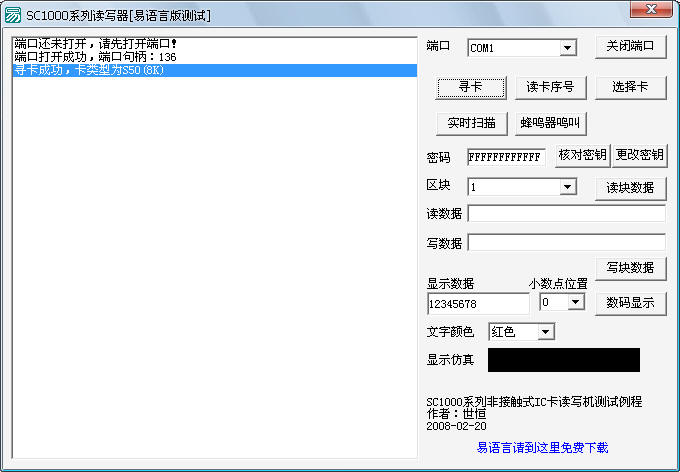 SC1000系列读写器[易语言版测试]
端口还未打开，请先打开端口！
端口打开成功，端口句柄：136
寻卡成功，卡类型为S50(8K)
端口 COM1 关闭端口
寻卡 读卡序号 选择卡
实时扫描 蜂鸣器鸣叫
密码 FFFFFFFFFFFF 核对密钥 更改密钥
区块 1 读块数据
读数据
写数据
写块数据
显示数据 小数点位置
12345678 0 数码显示
文字颜色 红色
显示仿真
SC1000系列非接触式IC卡读写机测试例程
作者：世恒
2008-02-20
易语言请到这里免费下载